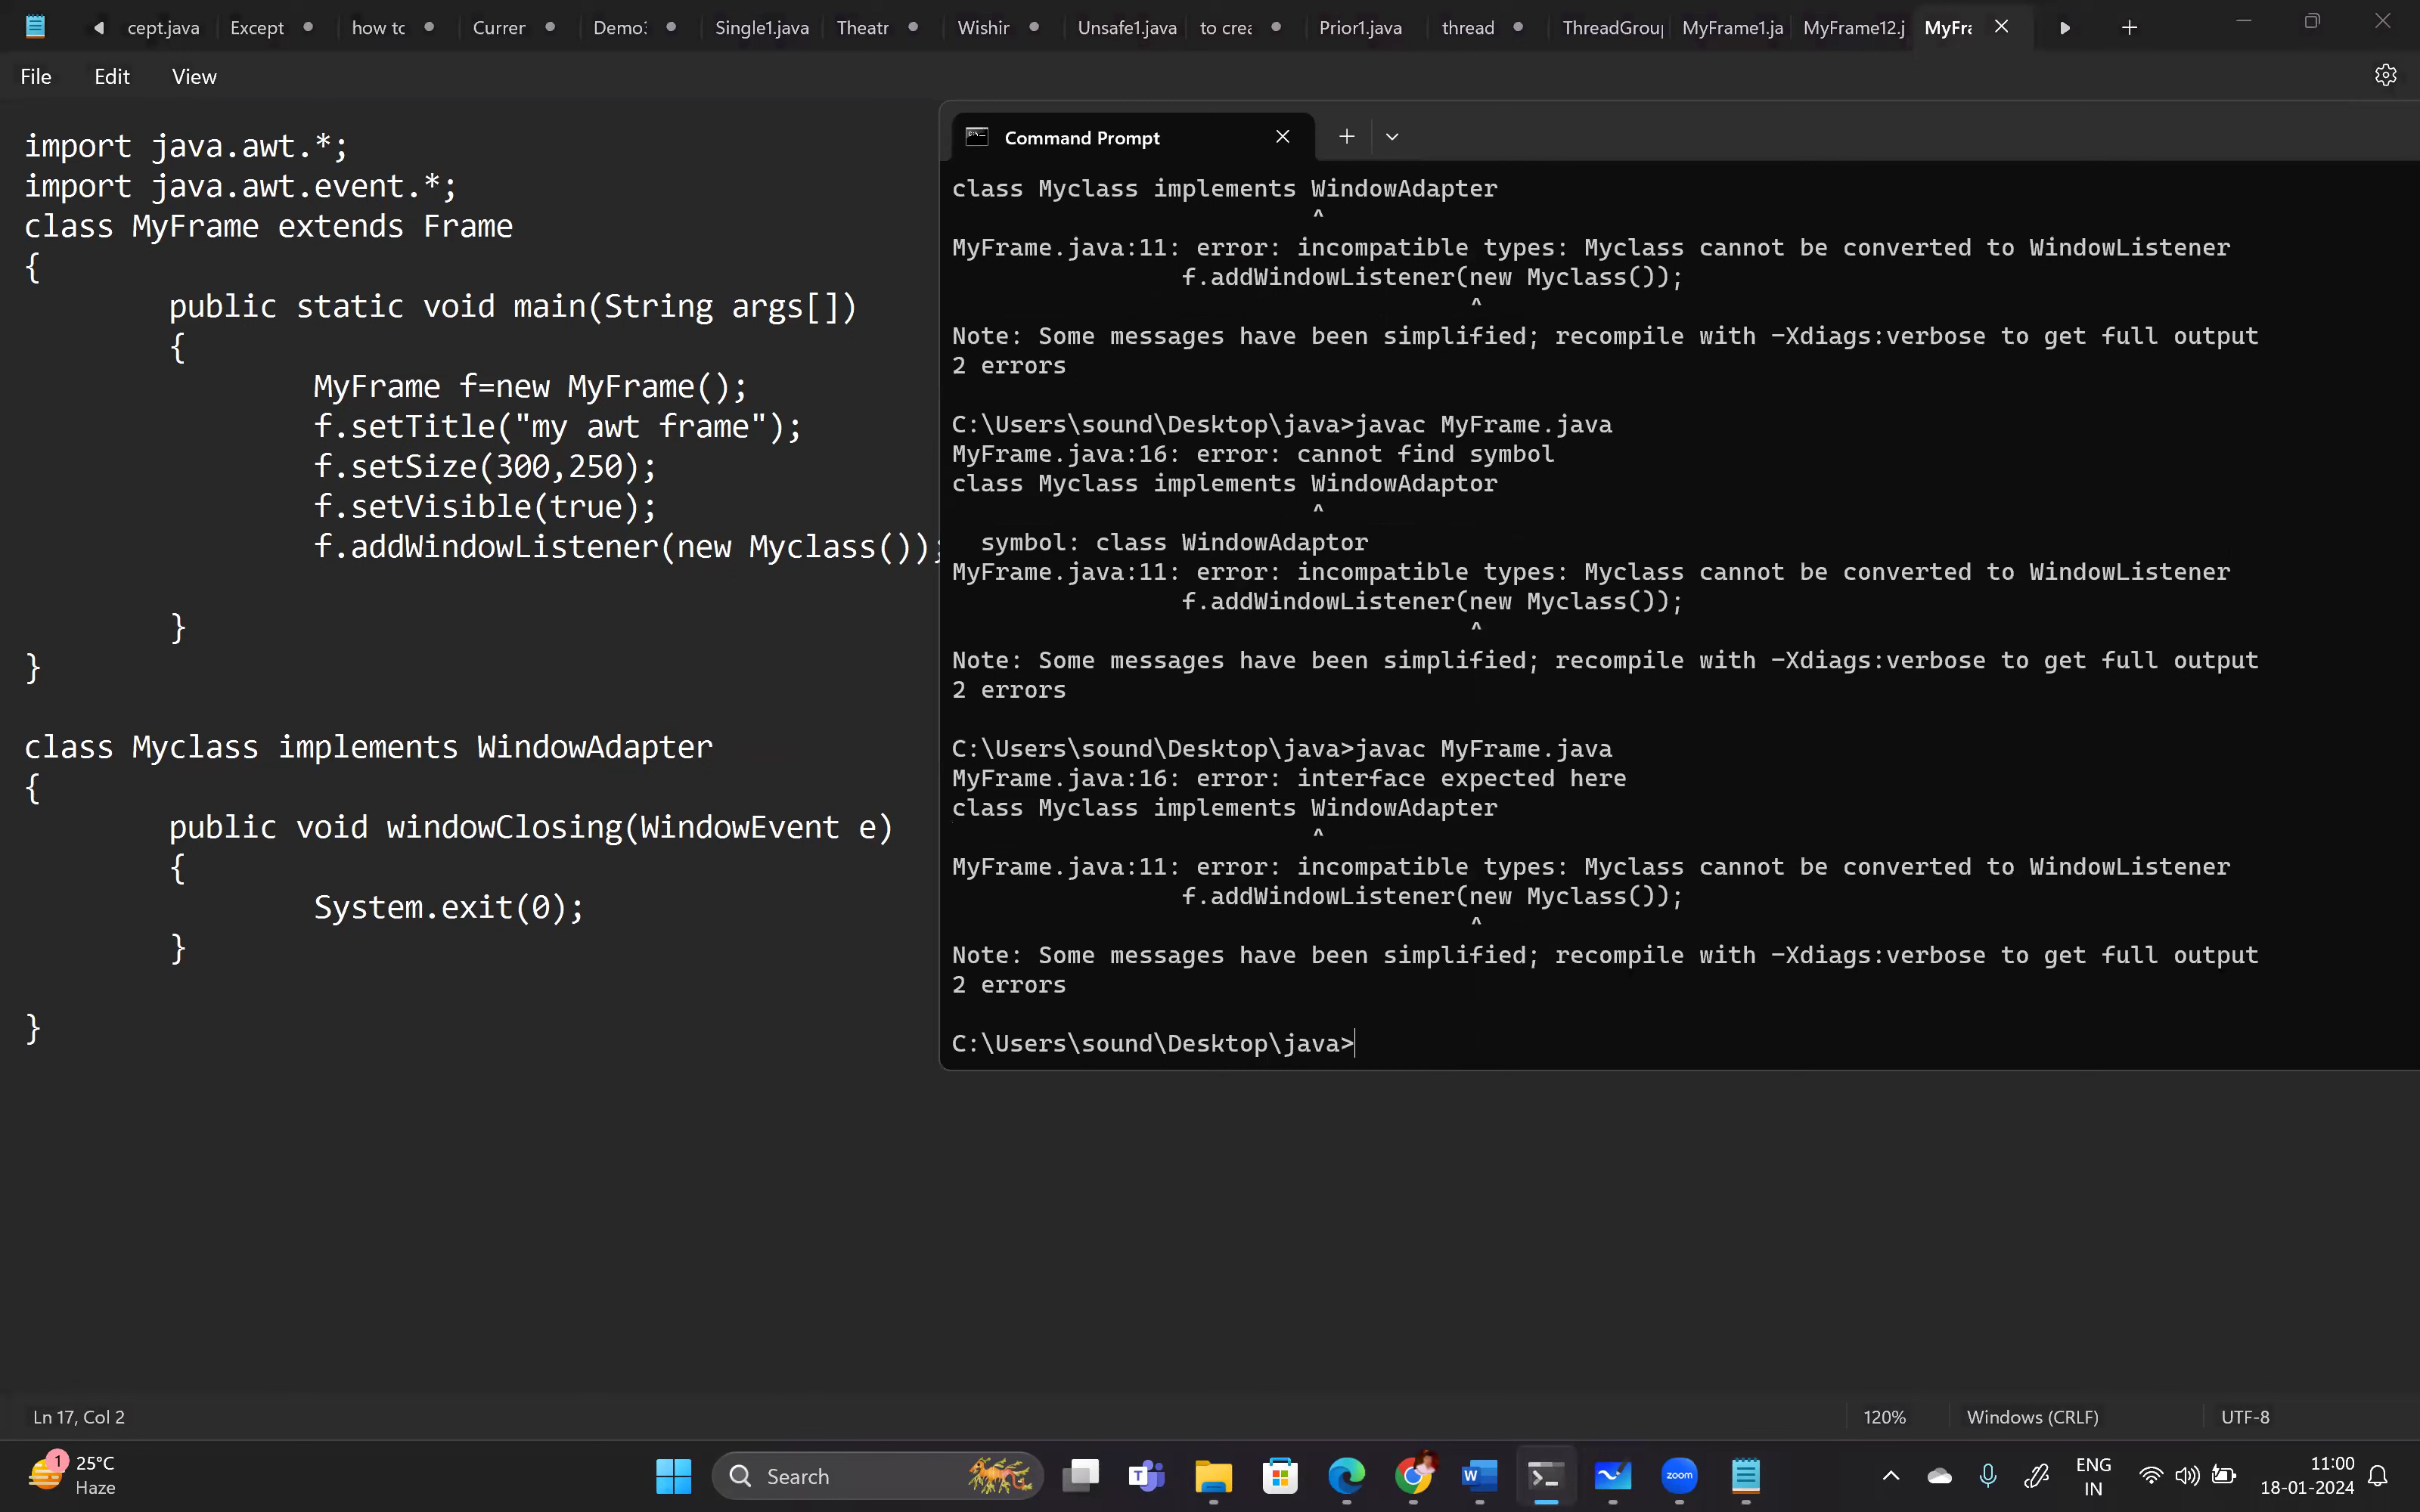 cept.java Except how to Currer Demo: Single1.java Theatr Wishir Unsafe1.java to crea Prior1.java thread ThreadGroup MyFrame1.ja MyFrame12.j MyFra
File Edit View
import java.awt.*;
import java.awt.event.*;
class MyFrame extends Frame
{
public static void main(String args[])
{
MyFrame f=new MyFrame();
f.setTitle("my awt frame");
f.setSize(300,250);
f.setVisible(true);
f.addWindowListener(new Myclass());
}
}
class Myclass implements WindowAdapter
{
public void windowClosing(WindowEvent e)
{
System.exit(0);
}
}
Command Prompt
class Myclass implements WindowAdapter
^
MyFrame.java:11: error: incompatible types: Myclass cannot be converted to WindowListener
f.addWindowListener(new Myclass());
^
Note: Some messages have been simplified; recompile with -Xdiags:verbose to get full output
2 errors
C:\Users\sound\Desktop\java>javac MyFrame.java
MyFrame.java:16: error: cannot find symbol
class Myclass implements WindowAdaptor
^
symbol: class WindowAdaptor
MyFrame.java:11: error: incompatible types: Myclass cannot be converted to WindowListener
f.addWindowListener(new Myclass());
^
Note: Some messages have been simplified; recompile with -Xdiags:verbose to get full output
2 errors
C:\Users\sound\Desktop\java>javac MyFrame.java
MyFrame.java:16: error: interface expected here
class Myclass implements WindowAdapter
^
MyFrame.java:11: error: incompatible types: Myclass cannot be converted to WindowListener
f.addWindowListener(new Myclass());
^
Note: Some messages have been simplified; recompile with -Xdiags:verbose to get full output
2 errors
C:\Users\sound\Desktop\java>
Ln 17, Col 2 120% Windows (CRLF) UTF-8
1 25°C
Haze
Search
zoom
ENG
IN
11:00
18-01-2024